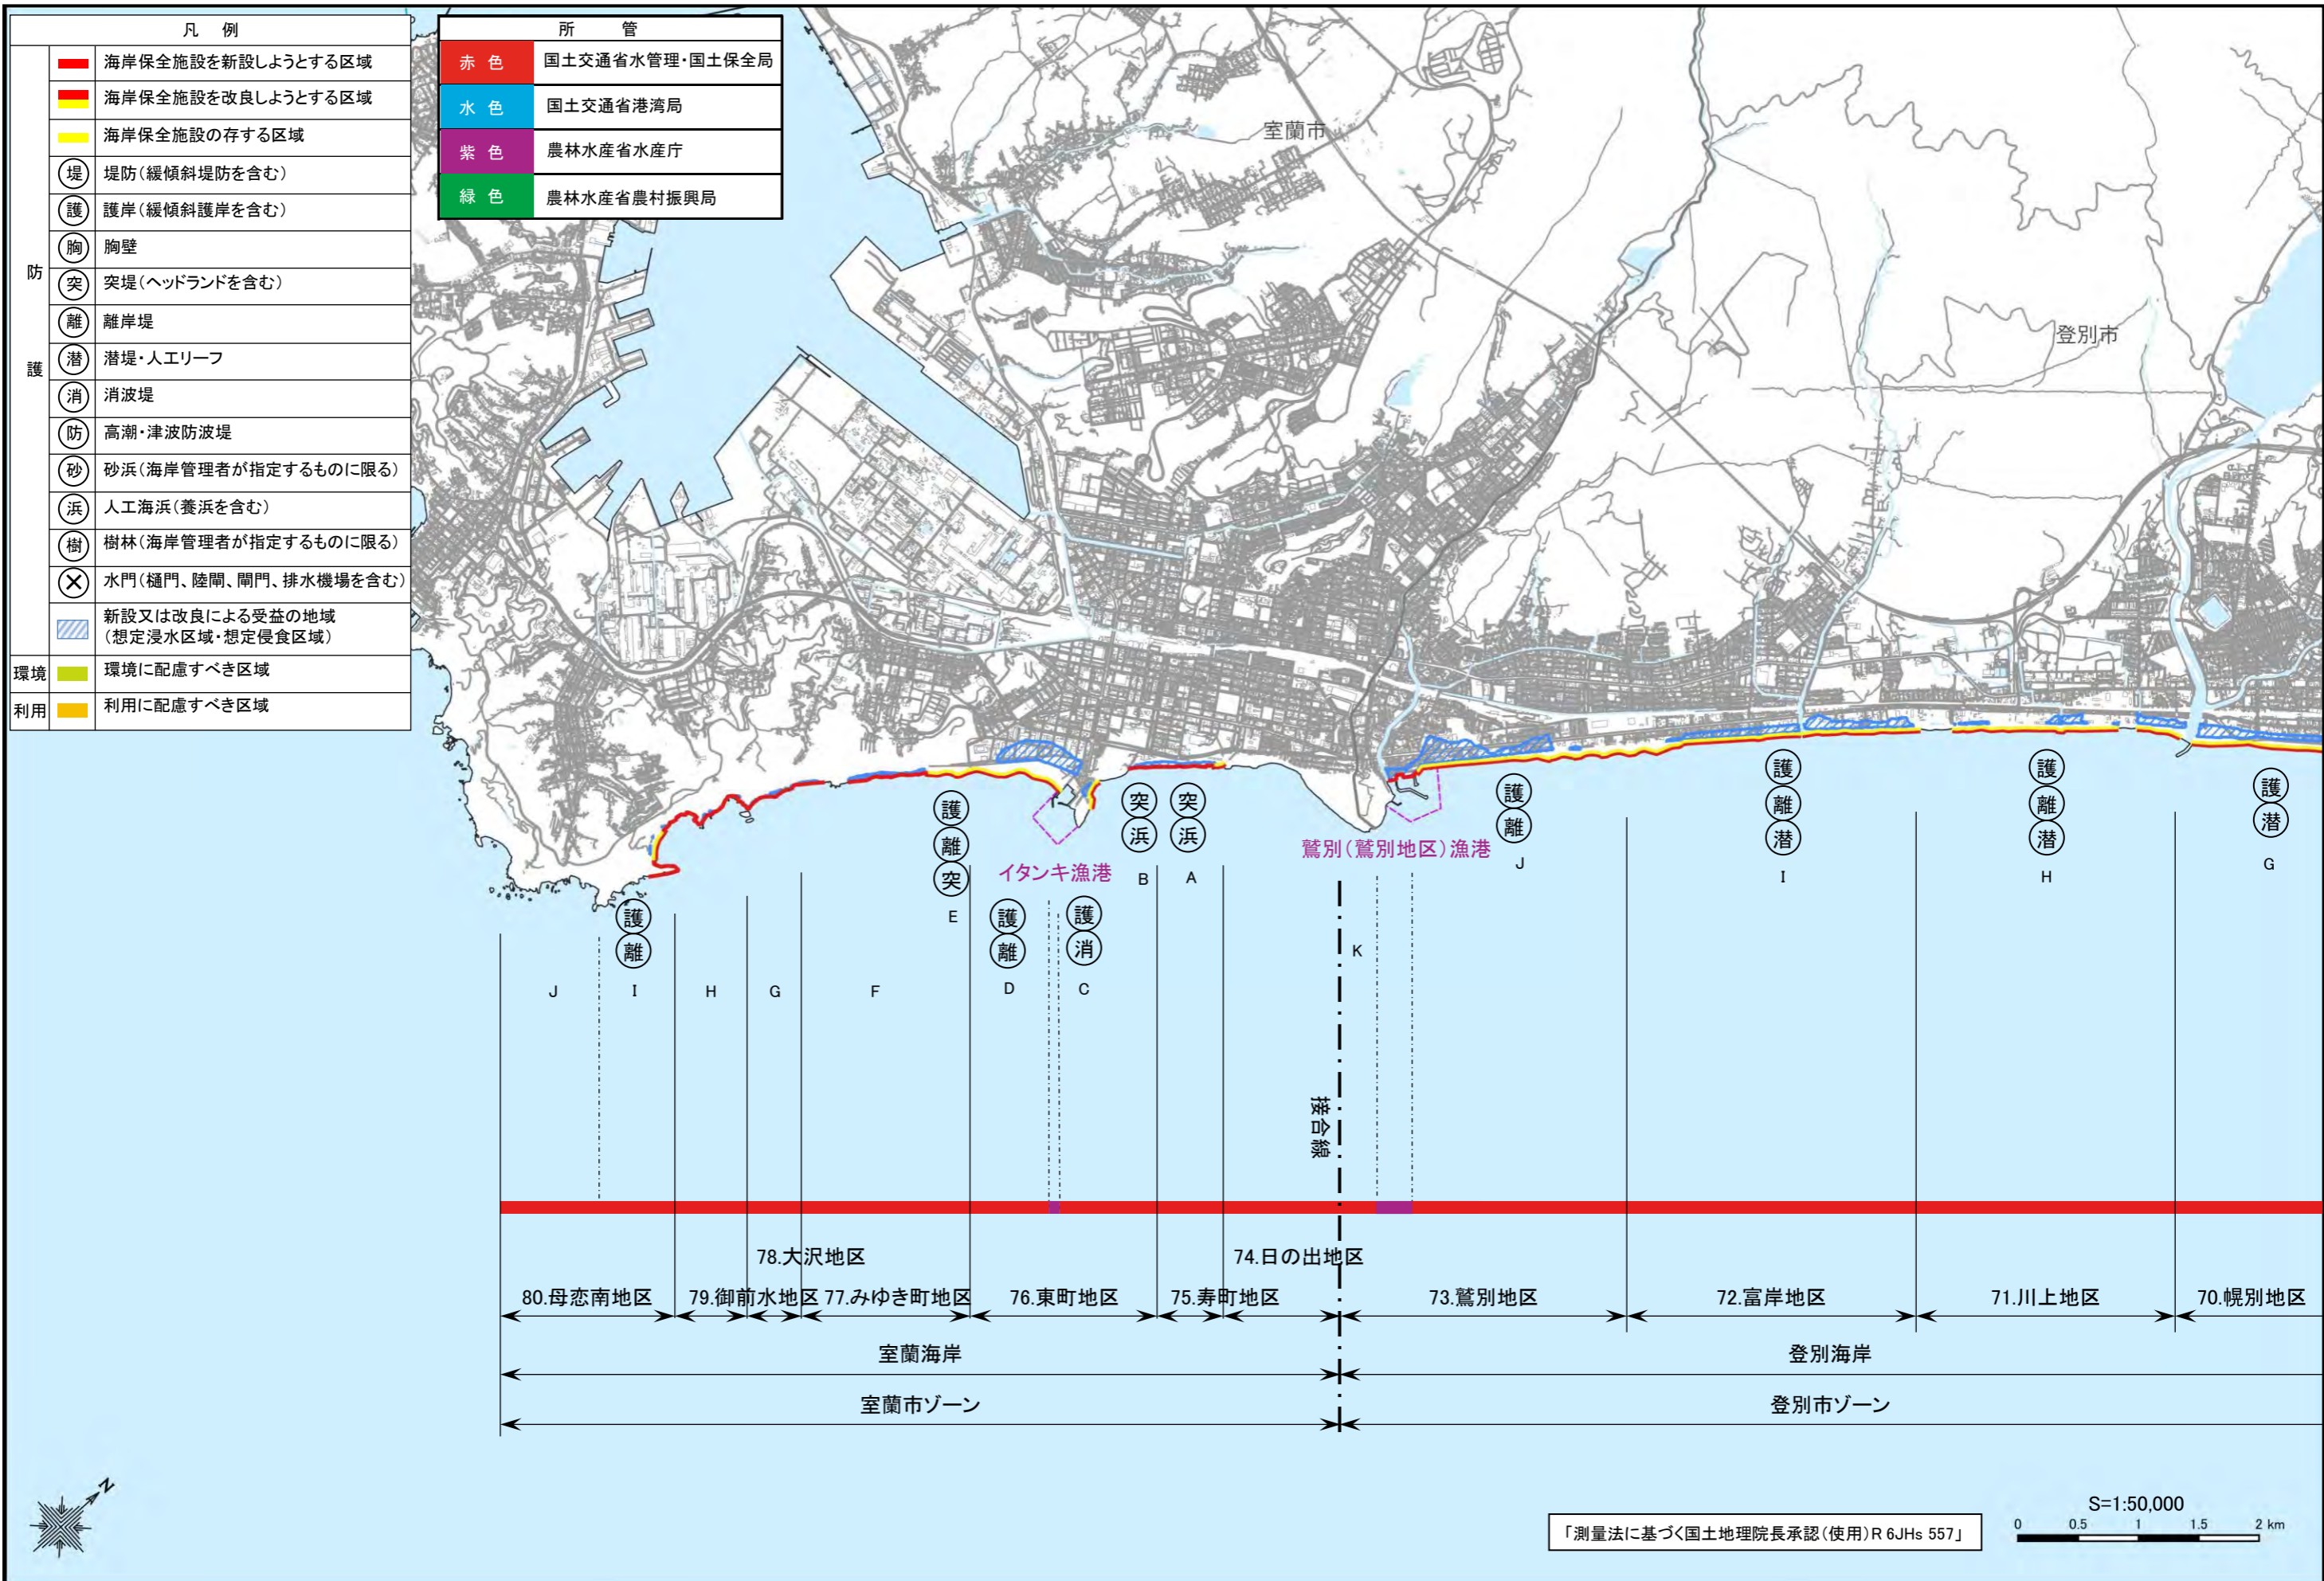 凡 例
防 護
海岸保全施設を新設しようとする区域
海岸保全施設を改良しようとする区域
海岸保全施設の存する区域
堤 堤防(緩傾斜堤防を含む)
護 護岸(緩傾斜護岸を含む)
胸 胸壁
突 突堤(ヘッドランドを含む)
離 離岸堤
潜 潜堤・人工リーフ
消 消波堤
防 高潮・津波防波堤
砂 砂浜(海岸管理者が指定するものに限る)
浜 人工海浜(養浜を含む)
樹 樹林(海岸管理者が指定するものに限る)
水門(樋門、陸閘、閘門、排水機場を含む)
新設又は改良による受益の地域
(想定浸水区域・想定侵食区域)
環境 環境に配慮すべき区域
利用 利用に配慮すべき区域
所 管
赤 色 国土交通省水管理・国土保全局
水 色 国土交通省港湾局
紫 色 農林水産省水産庁
緑 色 農林水産省農村振興局
室蘭市
登別市
護
離
突
E
イタンキ漁港
突
浜
B
突
浜
A
鷲別(鷲別地区)漁港
護
離
J
護
離
潜
I
護
離
潜
H
護
潜
G
護
離
I
護
離
D
護
消
C
J
H
G
F
K
接合線
78.大沢地区
74.日の出地区
80.母恋南地区
79.御前水地区
77.みゆき町地区
76.東町地区
75.寿町地区
73.鷲別地区
72.富岸地区
71.川上地区
70.幌別地区
室蘭海岸
登別海岸
室蘭市ゾーン
登別市ゾーン
N
「測量法に基づく国土地理院長承認(使用)R 6JHs 557」
S=1:50,000
0 0.5 1 1.5 2 km